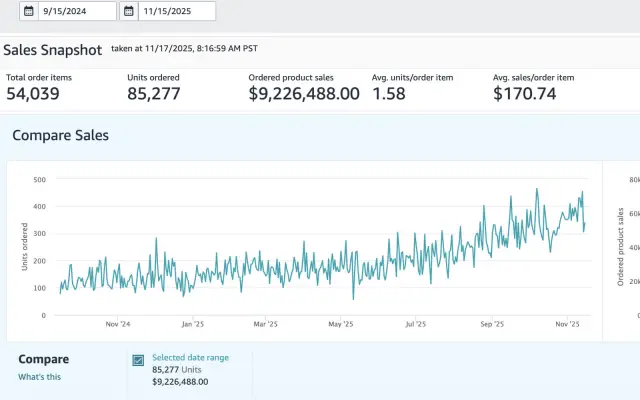 9/15/2024 11/15/2025
Sales Snapshot taken at 11/17/2025, 8:16:59 AM PST
Total order items Units ordered Ordered product sales Avg. units/order item Avg. sales/order item
54,039 85,277 $9,226,488.00 1.58 $170.74
Compare Sales
Units ordered
500
400
300
200
100
0
Nov '24 Jan '25 Mar '25 May '25 Jul '25 Sep '25 Nov '25
Ordered product sales
80k
60k
40k
20k
0
Compare
What's this
Selected date range
85,277 Units
$9,226,488.00